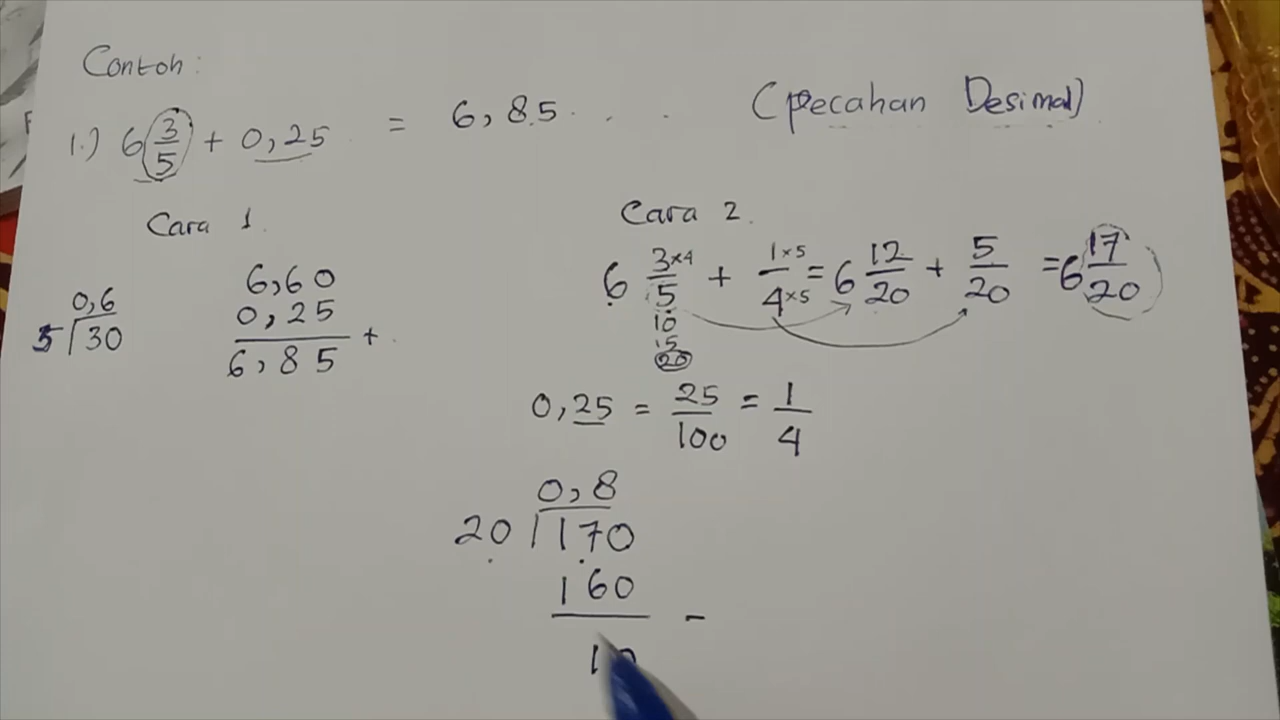 Contoh:
1.) 6 3/5 + 0,25 = 6,85 . .
(Pecahan Desimal)
Cara 1.
0,6
5 / 30
6,60
0,25
+
6,85
Cara 2.
6 3×4/5 + 1×5/4×5 = 6 12/20 + 5/20 = 6 17/20
10
15
20
0,25 = 25/100 = 1/4
0,8
20 / 170
160
-
10